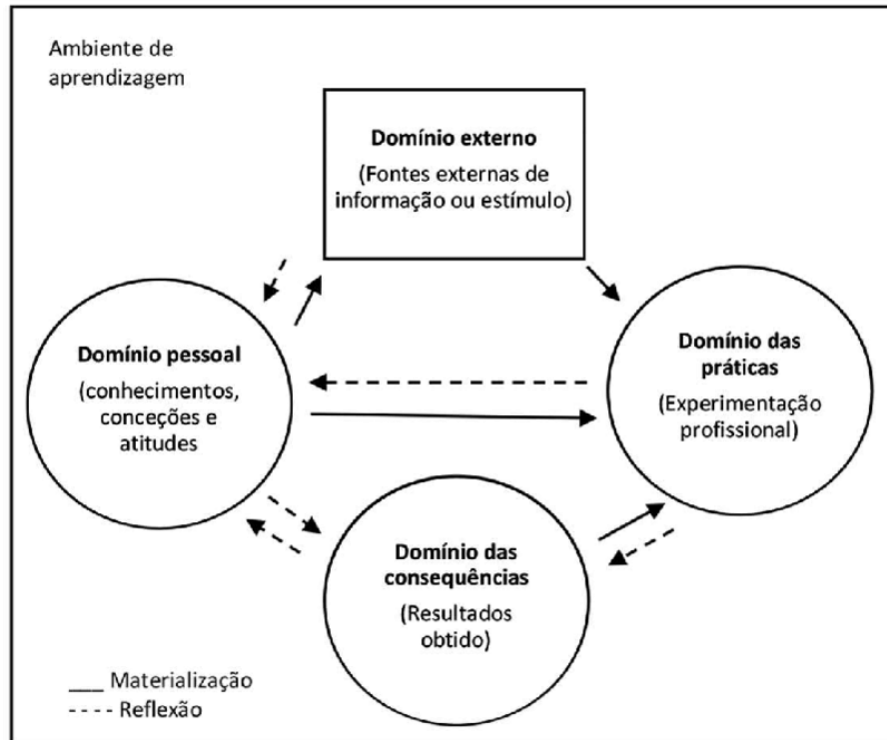 Ambiente de
aprendizagem
Domínio externo
(Fontes externas de
informação ou estímulo)
Domínio pessoal
(conhecimentos,
conceções e
atitudes
Domínio das
práticas
(Experimentação
profissional)
Domínio das
consequências
(Resultados
obtido)
___ Materialização
---- Reflexão